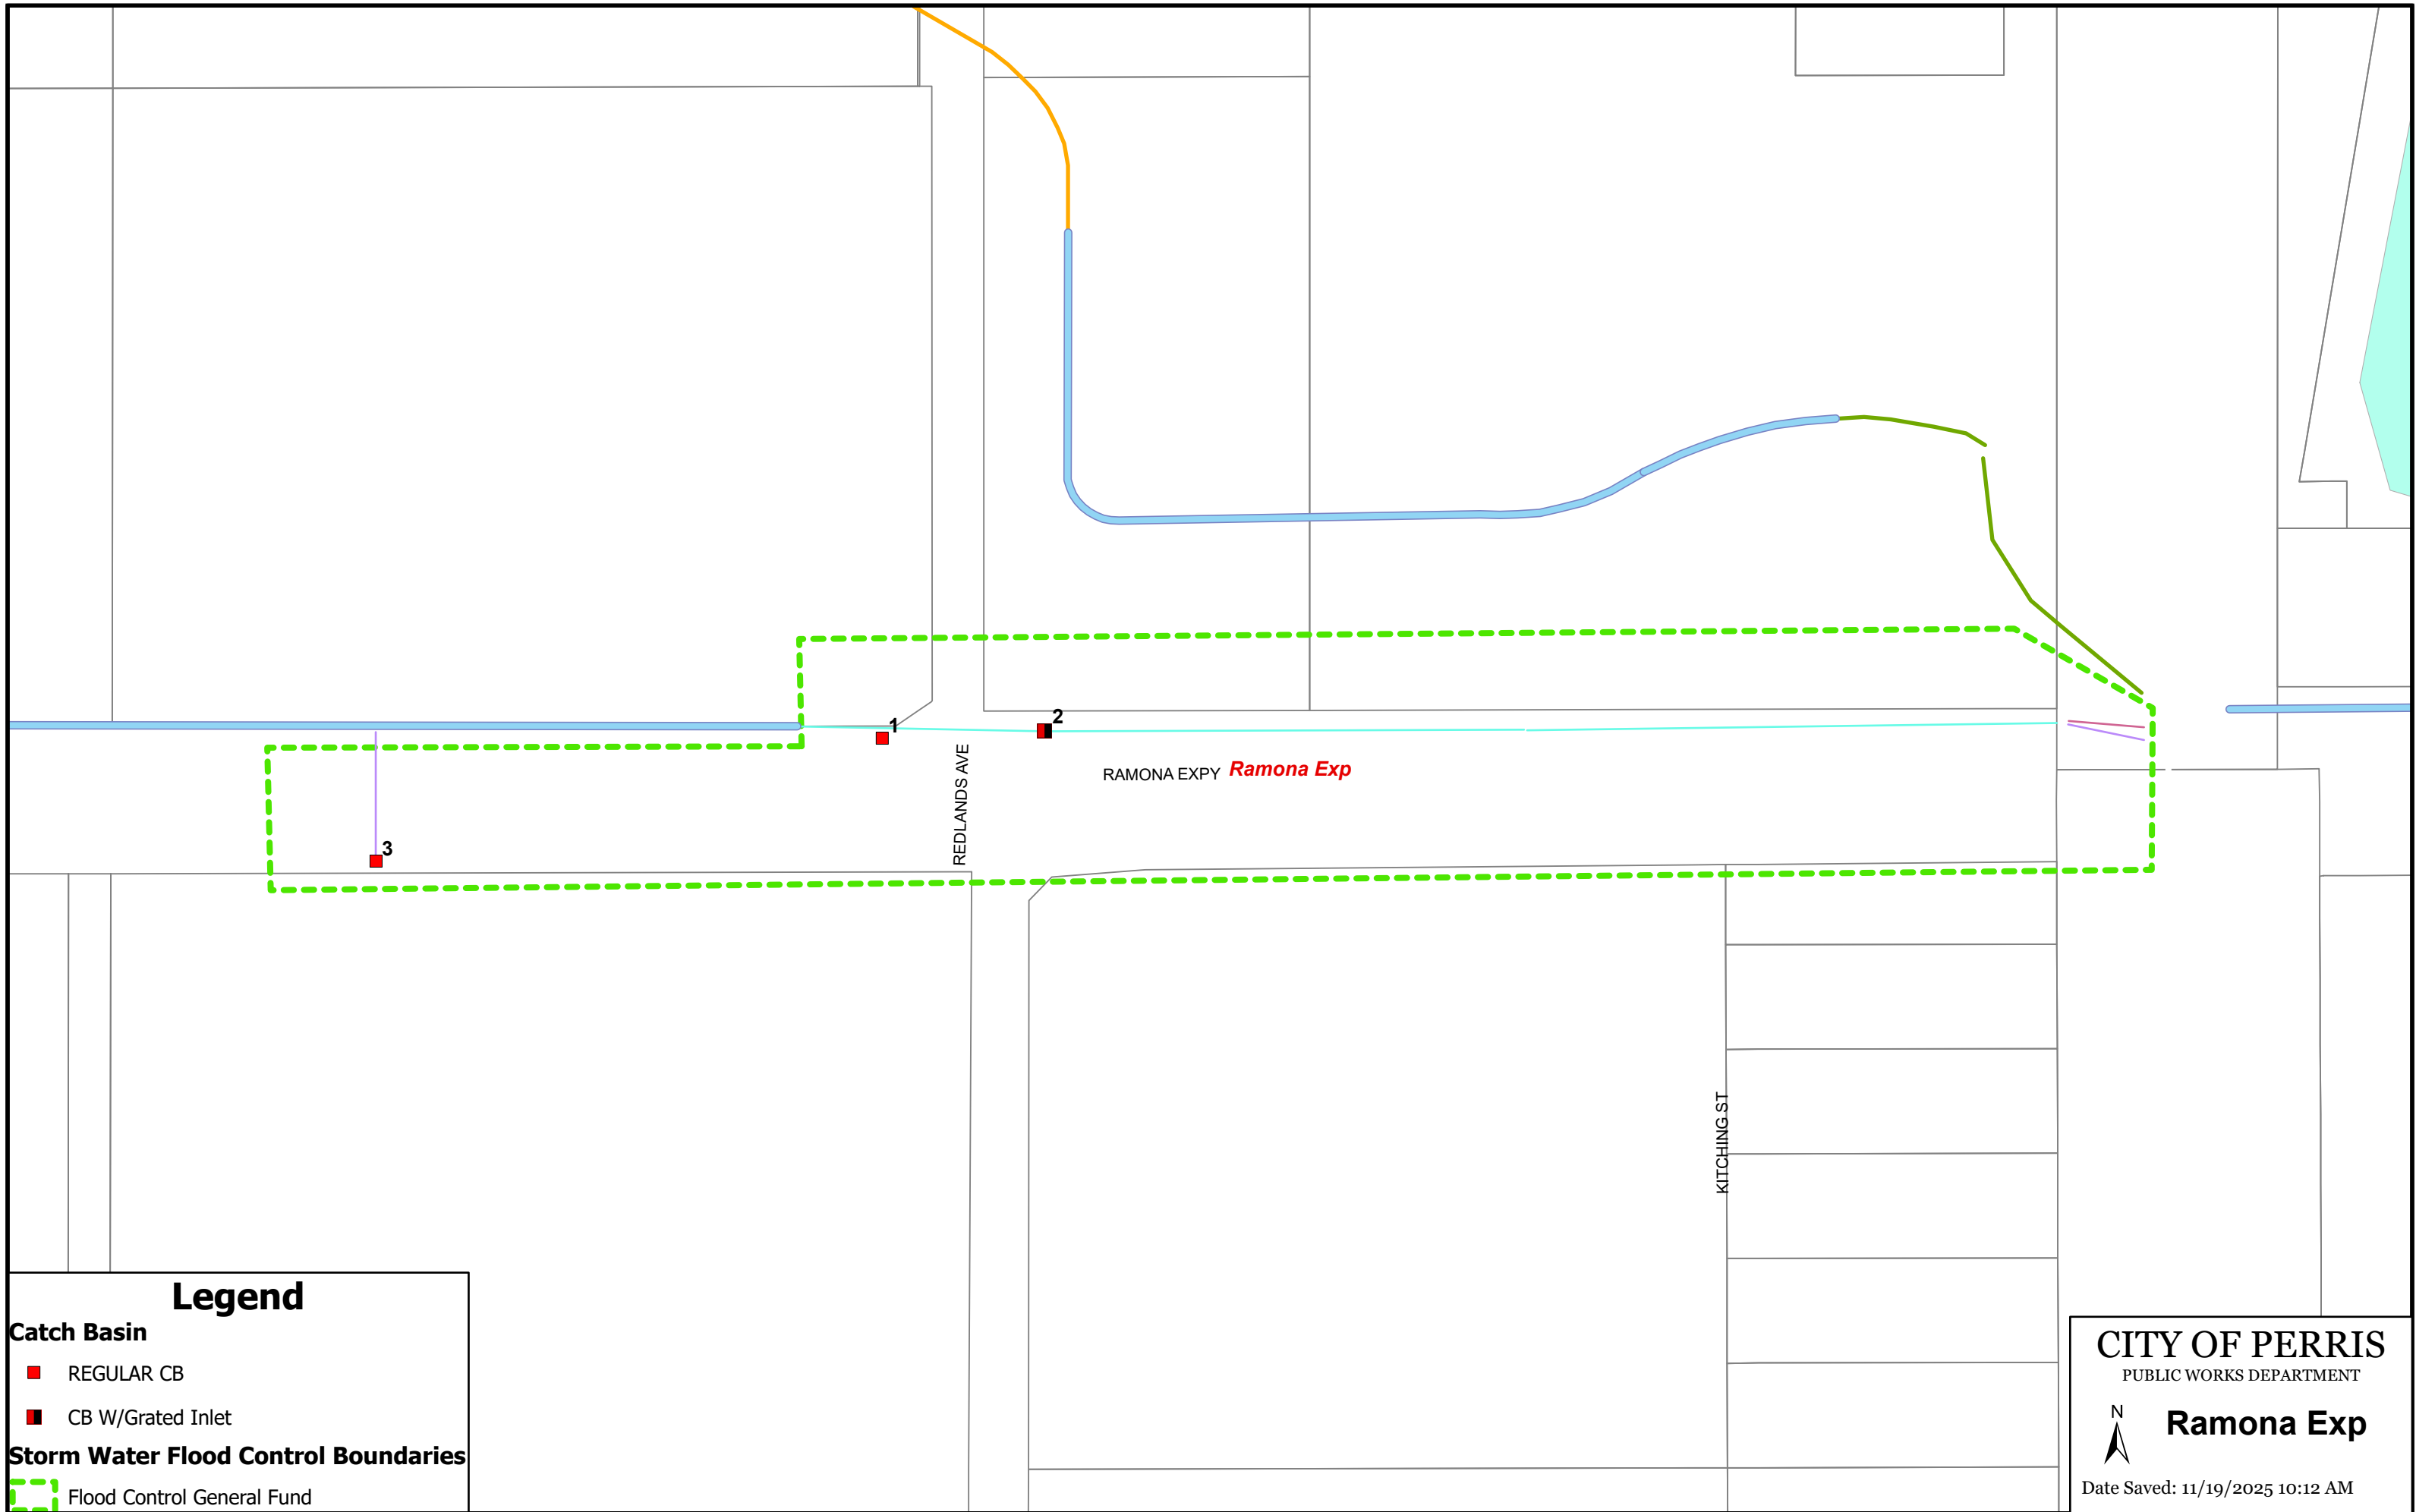 1
2
RAMONA EXPY Ramona Exp
REDLANDS AVE
3
KITCHING ST
Legend
Catch Basin
REGULAR CB
CB W/Grated Inlet
Storm Water Flood Control Boundaries
Flood Control General Fund
CITY OF PERRIS
PUBLIC WORKS DEPARTMENT
N
Ramona Exp
Date Saved: 11/19/2025 10:12 AM